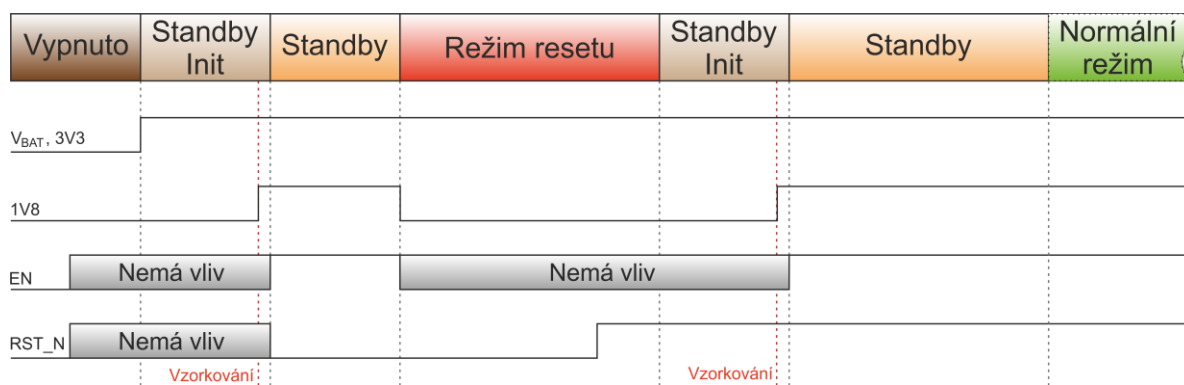 Vypnuto
Standby
Init
Standby
Režim resetu
Standby
Init
Standby
Normální
režim
VBAT, 3V3
1V8
EN
Nemá vliv
Nemá vliv
RST_N
Nemá vliv
Vzorkování
Vzorkování